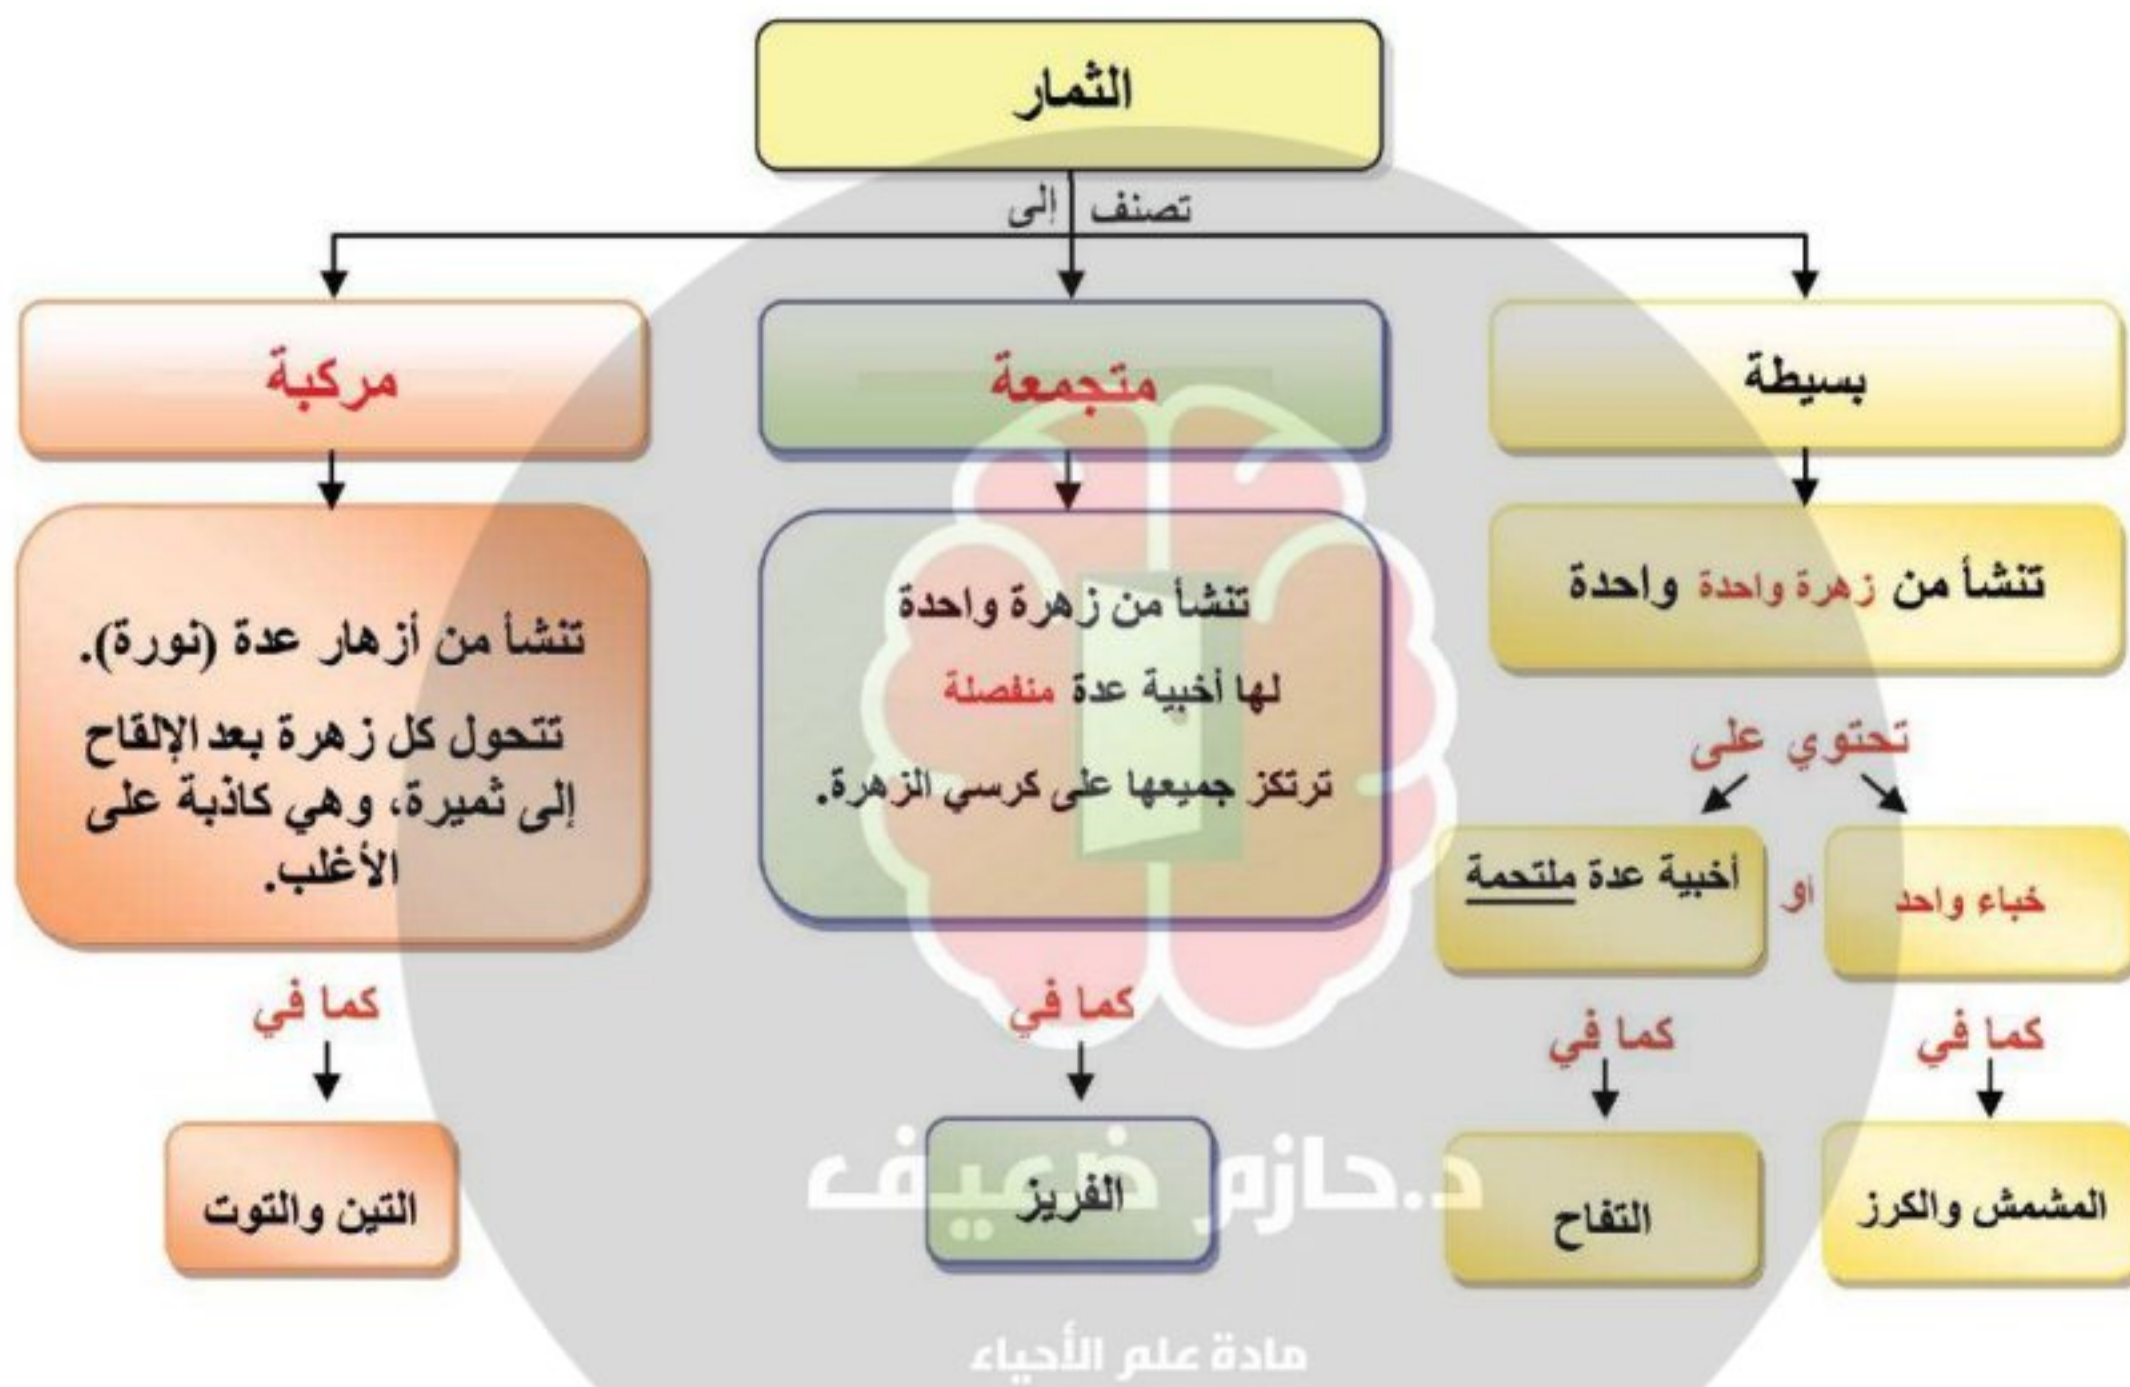 الثمار
تصنف إلى
بسيطة
متجمعة
مركبة
تنشأ من زهرة واحدة واحدة
تحتوي على
خباء واحد
أو
أخبية عدة ملتحمة
كما في
كما في
المشمش والكرز
التفاح
تنشأ من زهرة واحدة
لها أخبية عدة منفصلة
ترتكز جميعها على كرسي الزهرة.
كما في
الفريز
تنشأ من أزهار عدة (نورة).
تتحول كل زهرة بعد الإلقاح
إلى ثميرة، وهي كاذبة على
الأغلب.
كما في
التين والتوت
د.حازم ضعيف
مادة علم الأحياء